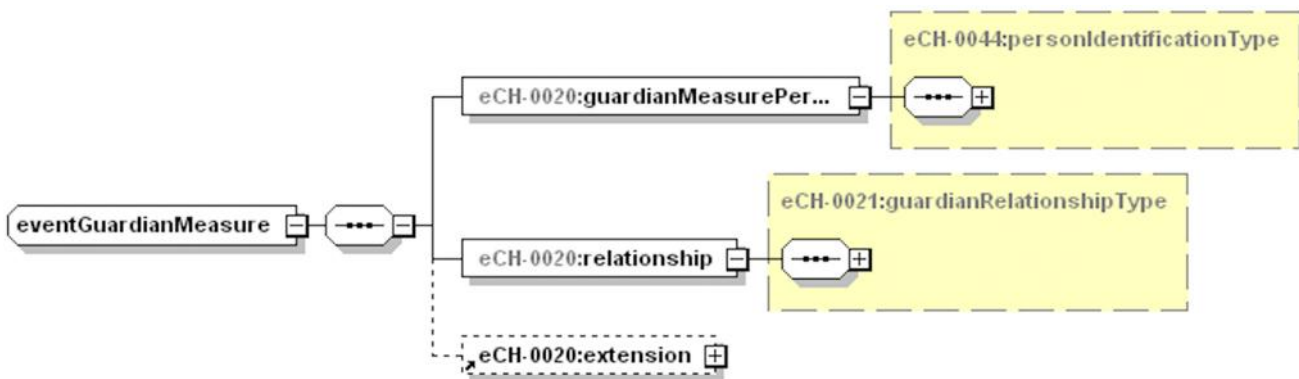 eCH-0044:personIdentificationType
eCH-0020:guardianMeasurePer...
eCH-0021:guardianRelationshipType
eventGuardianMeasure
eCH-0020:relationship
eCH-0020:extension